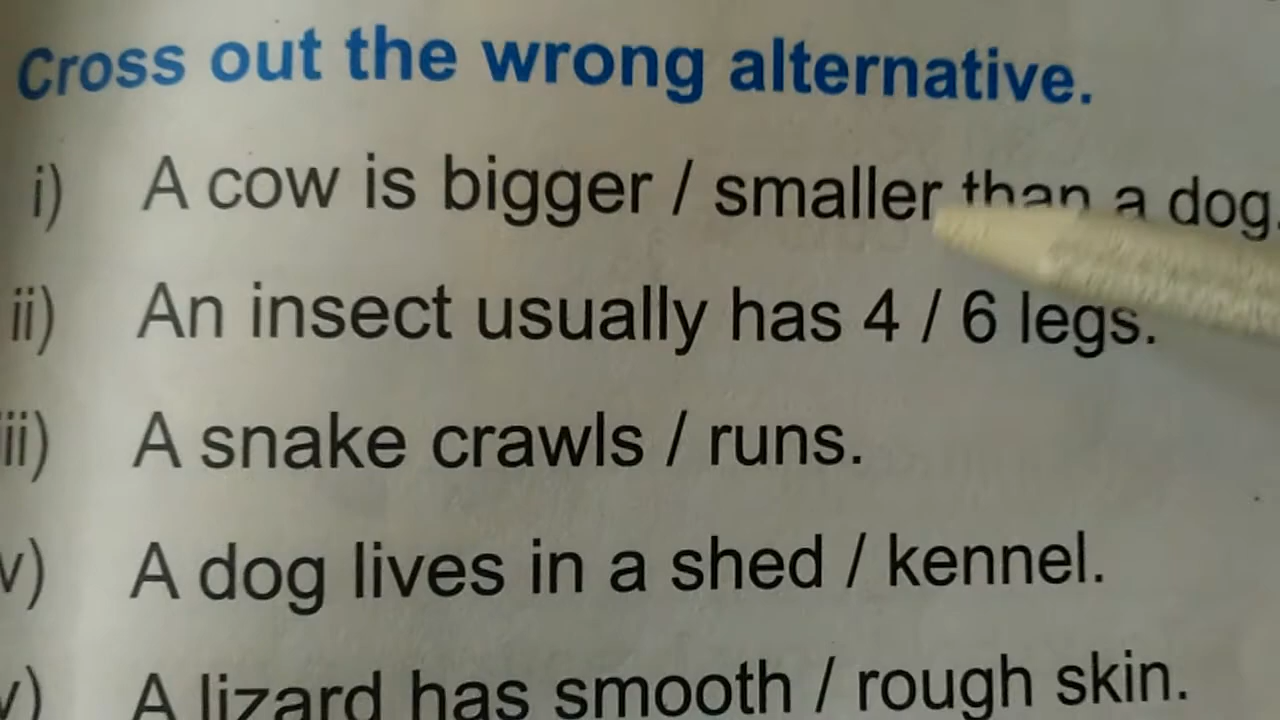 Cross out the wrong alternative.
i) A cow is bigger / smaller than a dog.
ii) An insect usually has 4 / 6 legs.
iii) A snake crawls / runs.
v) A dog lives in a shed / kennel.
v) A lizard has smooth / rough skin.